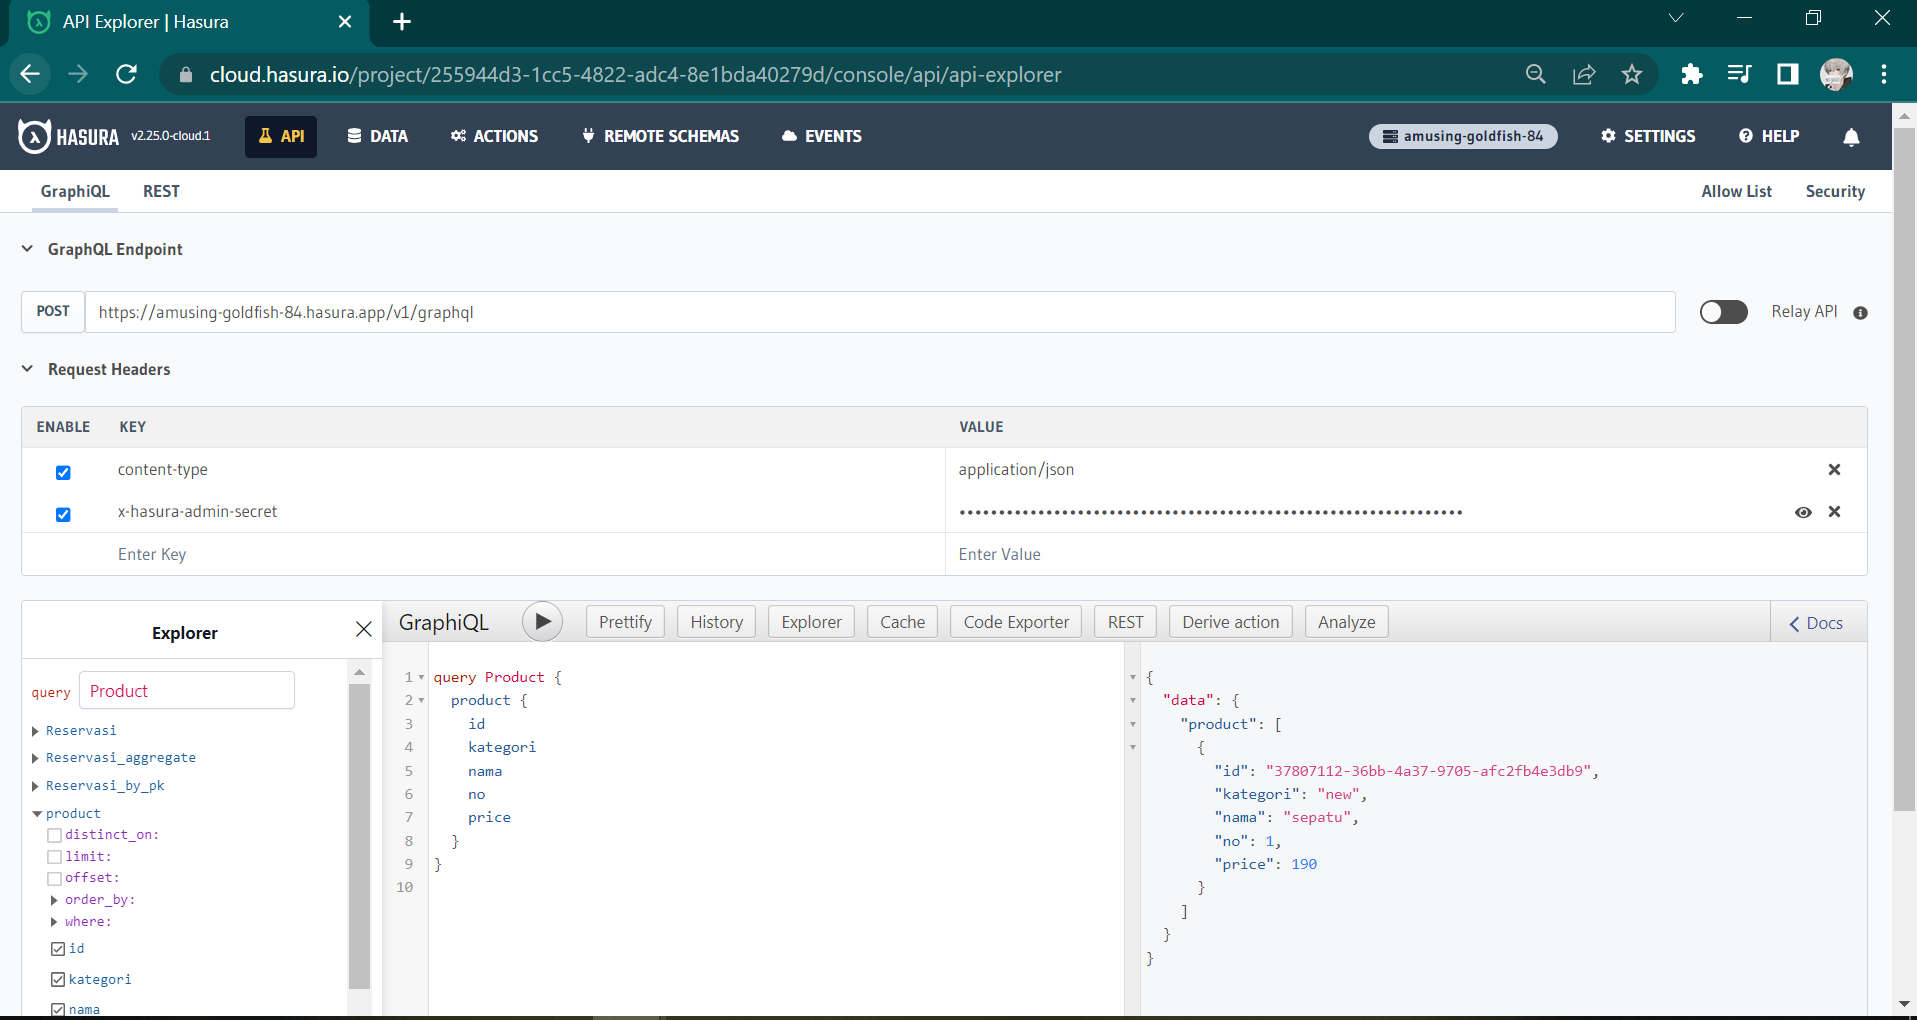 API Explorer | Hasura
cloud.hasura.io/project/255944d3-1cc5-4822-adc4-8e1bda40279d/console/api/api-explorer
HASURA v2.25.0-cloud.1 API DATA ACTIONS REMOTE SCHEMAS EVENTS amusing-goldfish-84 SETTINGS HELP
GraphiQL REST Allow List Security
GraphQL Endpoint
POST https://amusing-goldfish-84.hasura.app/v1/graphql Relay API
Request Headers
ENABLE KEY VALUE
content-type application/json
x-hasura-admin-secret ••••••••••••••••••••••••••••••••••••••••••••••••••••••••••••••••
Enter Key Enter Value
Explorer
query Product
Reservasi
Reservasi_aggregate
Reservasi_by_pk
product
distinct_on:
limit:
offset:
order_by:
where:
id
kategori
nama
GraphiQL Prettify History Explorer Cache Code Exporter REST Derive action Analyze Docs
1 query Product {
2 product {
3 id
4 kategori
5 nama
6 no
7 price
8 }
9 }
10
{
"data": {
"product": [
{
"id": "37807112-36bb-4a37-9705-afc2fb4e3db9",
"kategori": "new",
"nama": "sepatu",
"no": 1,
"price": 190
}
]
}
}